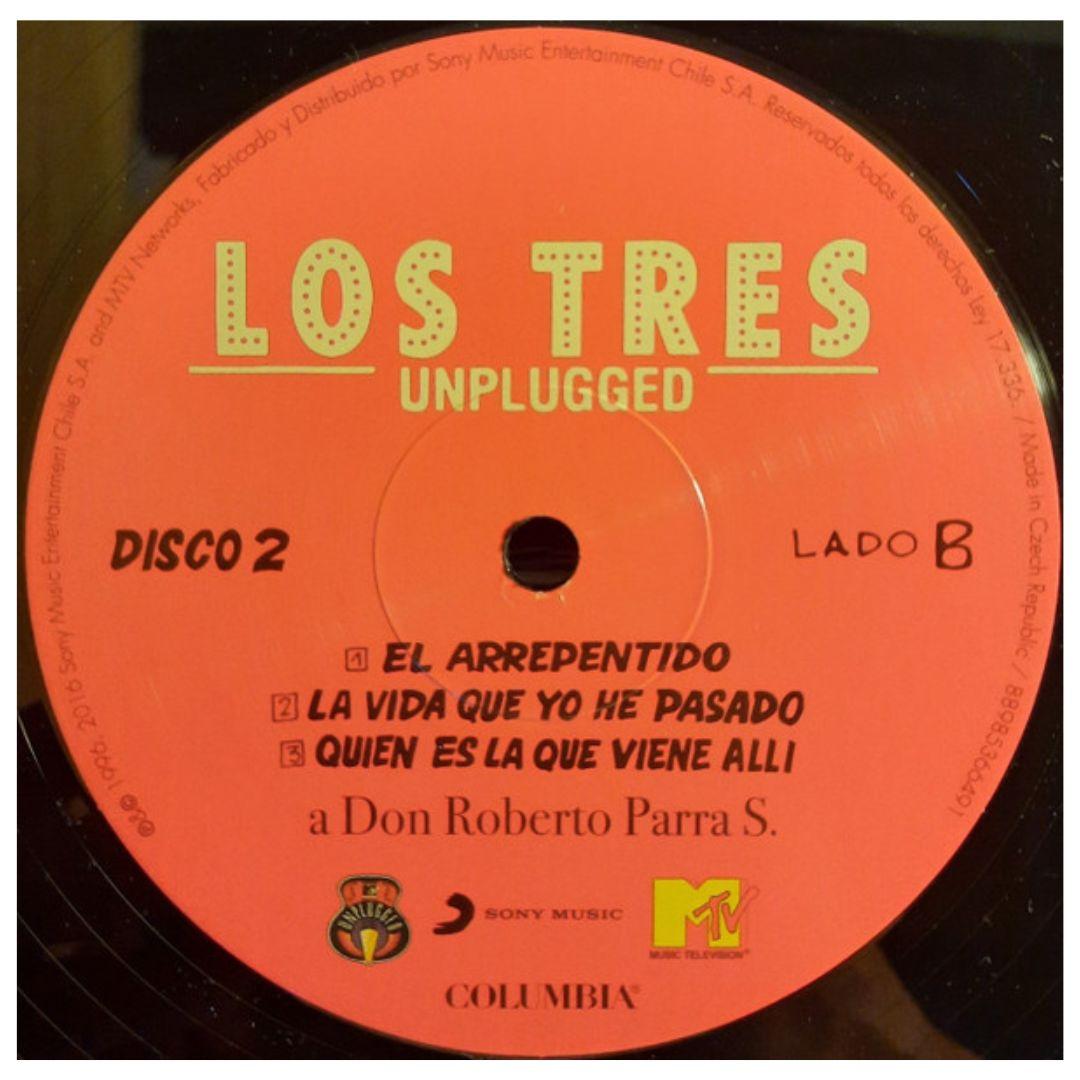 ℗&© 1996, 2016 Sony Music Entertainment Chile S.A. and MTV Networks, Fabricado y Distribuido por Sony Music Entertainment Chile S.A. Reservados todos los derechos Ley 17.336. / Made in Czech Republic / 88985366491
LOS TRES
UNPLUGGED
DISCO 2
LADO B
1 EL ARREPENTIDO
2 LA VIDA QUE YO HE PASADO
3 QUIEN ES LA QUE VIENE ALLI
a Don Roberto Parra S.
UNPLUGGED
SONY MUSIC
MTV
MUSIC TELEVISION®
COLUMBIA®